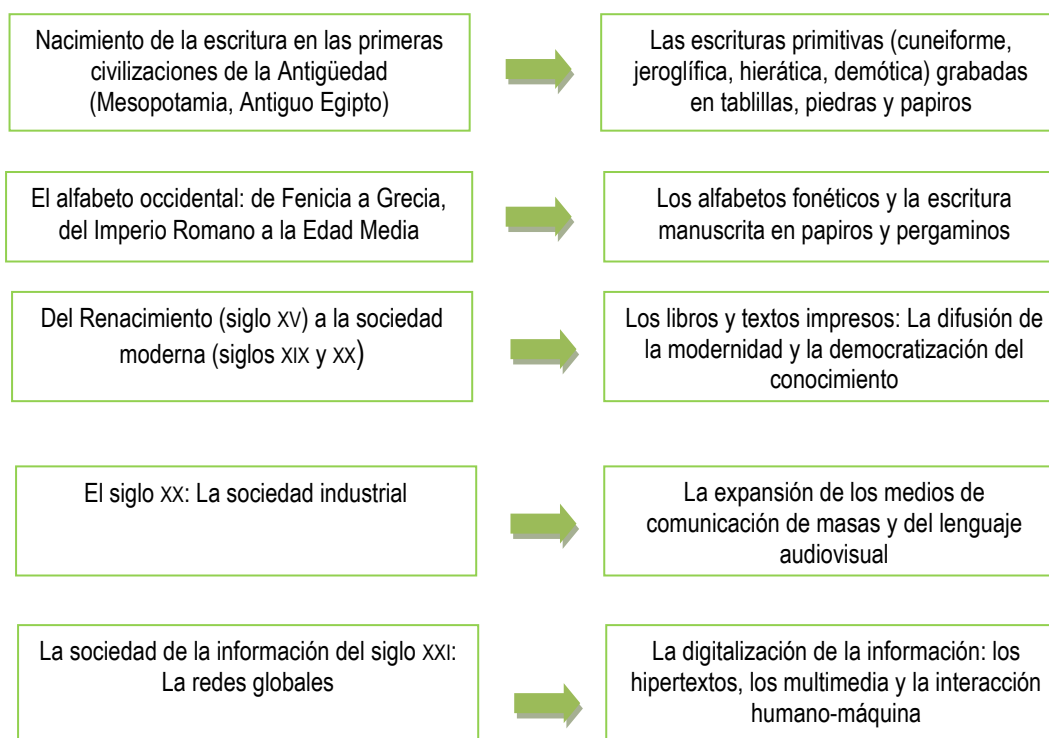 Nacimiento de la escritura en las primeras
civilizaciones de la Antigüedad
(Mesopotamia, Antiguo Egipto)
Las escrituras primitivas (cuneiforme,
jeroglífica, hierática, demótica) grabadas
en tablillas, piedras y papiros
El alfabeto occidental: de Fenicia a Grecia,
del Imperio Romano a la Edad Media
Los alfabetos fonéticos y la escritura
manuscrita en papiros y pergaminos
Del Renacimiento (siglo XV) a la sociedad
moderna (siglos XIX y XX)
Los libros y textos impresos: La difusión de
la modernidad y la democratización del
conocimiento
El siglo XX: La sociedad industrial
La expansión de los medios de
comunicación de masas y del lenguaje
audiovisual
La sociedad de la información del siglo XXI:
La redes globales
La digitalización de la información: los
hipertextos, los multimedia y la interacción
humano-máquina